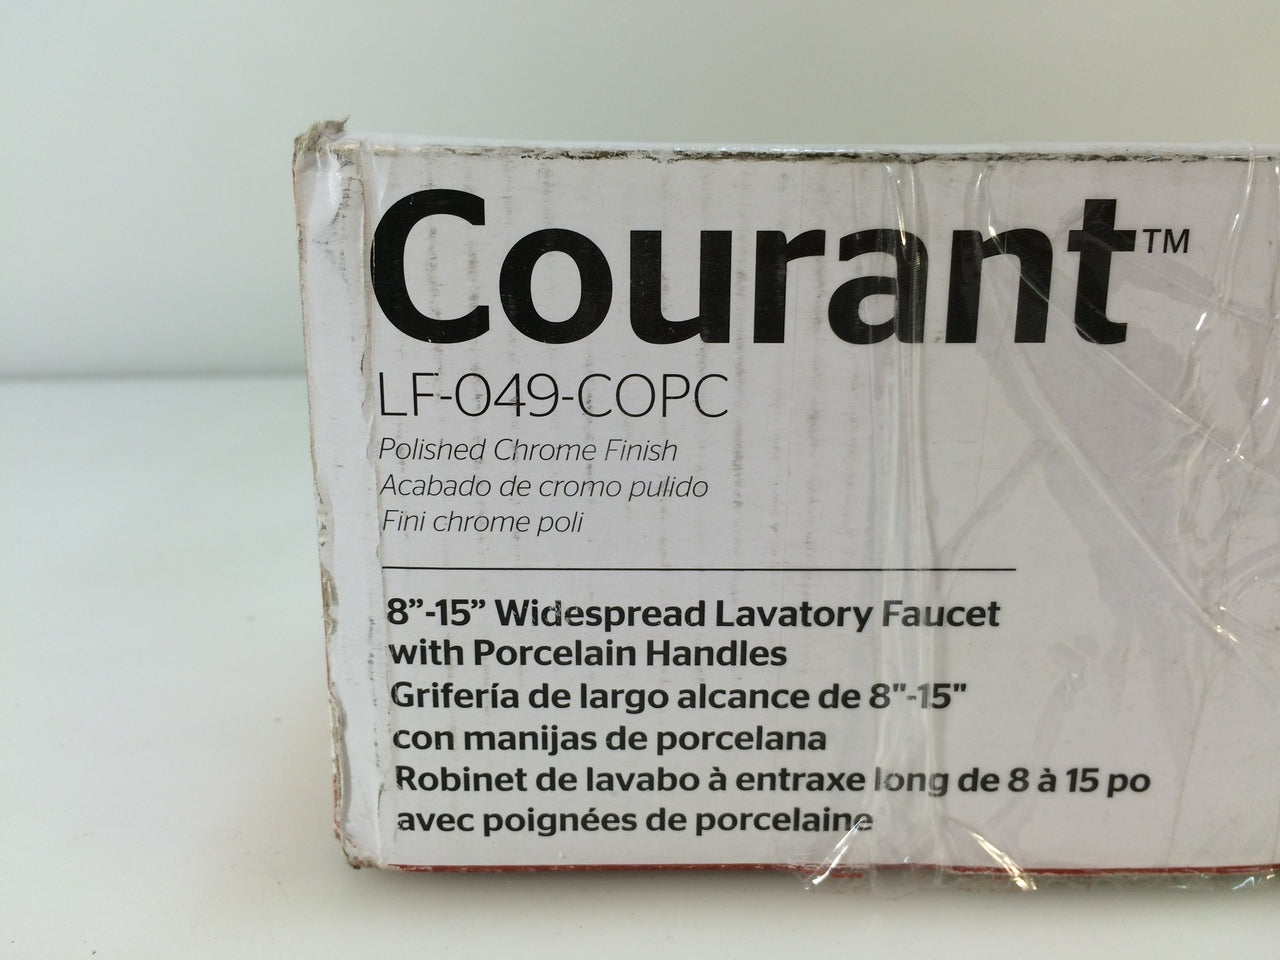 Courant™
LF-049-COPC
Polished Chrome Finish
Acabado de cromo pulido
Fini chrome poli
8”-15” Widespread Lavatory Faucet
with Porcelain Handles
Grifería de largo alcance de 8"-15"
con manijas de porcelana
Robinet de lavabo à entraxe long de 8 à 15 po
avec poignées de porcelaine